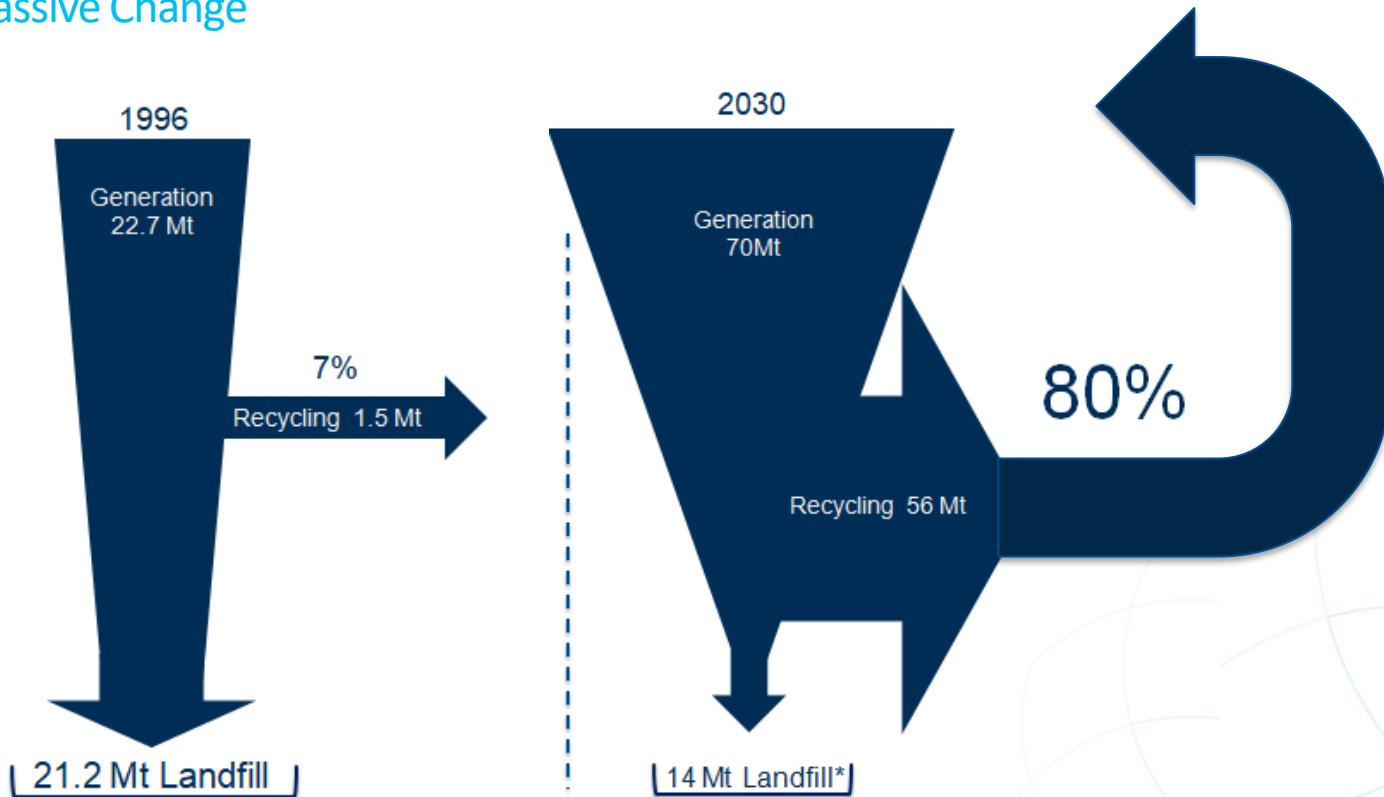 assive Change
1996
Generation
22.7 Mt
7%
Recycling 1.5 Mt
21.2 Mt Landfill
2030
Generation
70Mt
80%
Recycling 56 Mt
14 Mt Landfill*